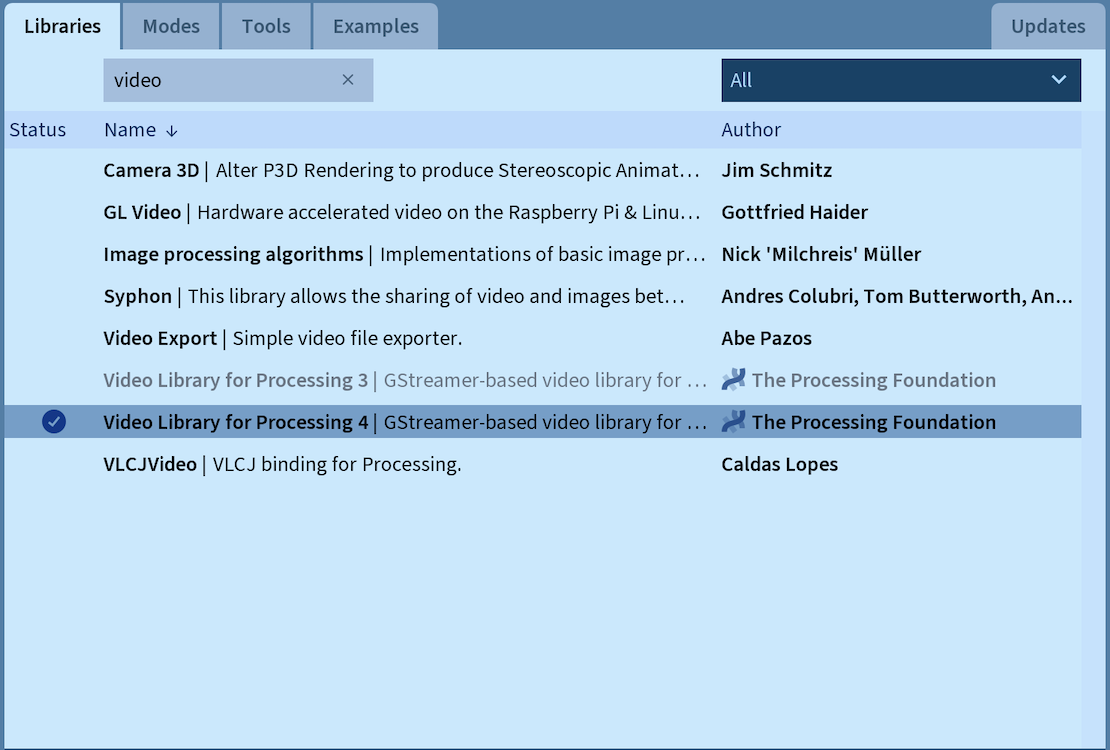 Libraries Modes Tools Examples Updates
video × All
Status Name ↓ Author
Camera 3D | Alter P3D Rendering to produce Stereoscopic Animat... Jim Schmitz
GL Video | Hardware accelerated video on the Raspberry Pi & Linu... Gottfried Haider
Image processing algorithms | Implementations of basic image pr... Nick 'Milchreis' Müller
Syphon | This library allows the sharing of video and images bet... Andres Colubri, Tom Butterworth, An...
Video Export | Simple video file exporter. Abe Pazos
Video Library for Processing 3 | GStreamer-based video library for ... The Processing Foundation
Video Library for Processing 4 | GStreamer-based video library for ... The Processing Foundation
VLCJVideo | VLCJ binding for Processing. Caldas Lopes